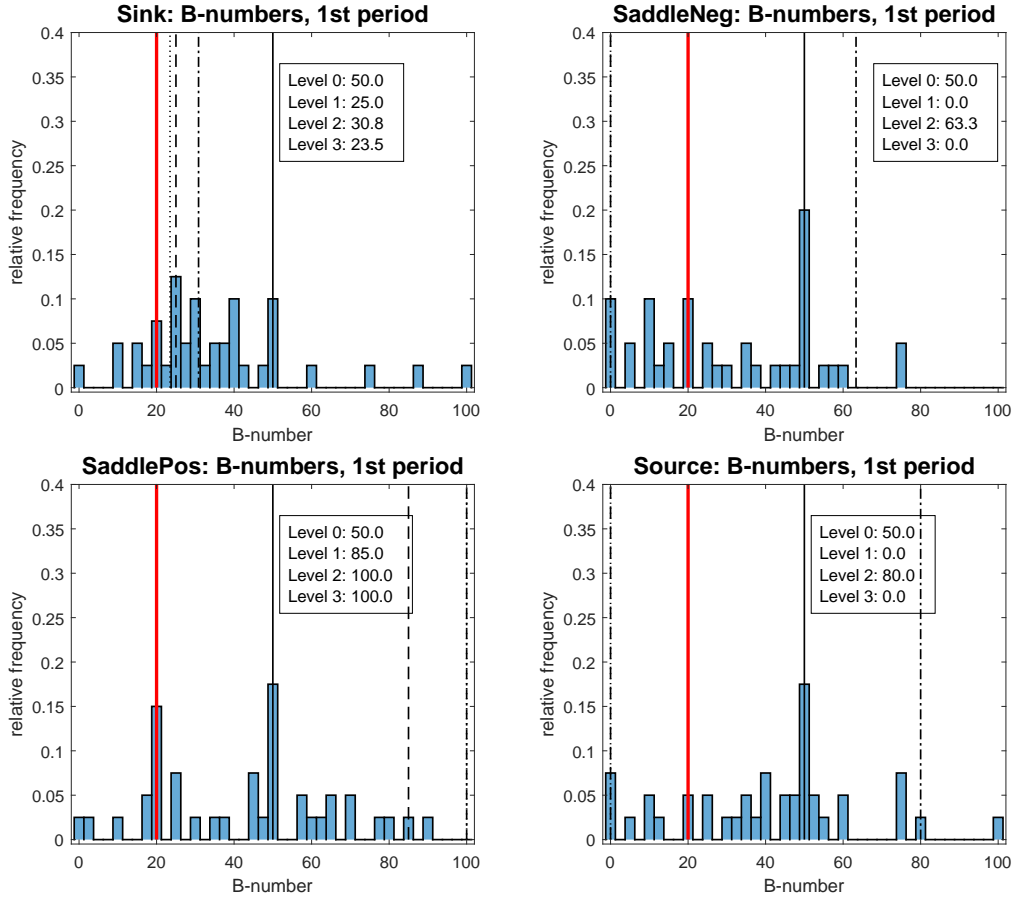 Sink: B-numbers, 1st period
0.4
0.35
0.3
0.25
0.2
0.15
0.1
0.05
0
relative frequency
Level 0: 50.0
Level 1: 25.0
Level 2: 30.8
Level 3: 23.5
0 20 40 60 80 100
B-number
SaddleNeg: B-numbers, 1st period
0.4
0.35
0.3
0.25
0.2
0.15
0.1
0.05
0
relative frequency
Level 0: 50.0
Level 1: 0.0
Level 2: 63.3
Level 3: 0.0
0 20 40 60 80 100
B-number
SaddlePos: B-numbers, 1st period
0.4
0.35
0.3
0.25
0.2
0.15
0.1
0.05
0
relative frequency
Level 0: 50.0
Level 1: 85.0
Level 2: 100.0
Level 3: 100.0
0 20 40 60 80 100
B-number
Source: B-numbers, 1st period
0.4
0.35
0.3
0.25
0.2
0.15
0.1
0.05
0
relative frequency
Level 0: 50.0
Level 1: 0.0
Level 2: 80.0
Level 3: 0.0
0 20 40 60 80 100
B-number